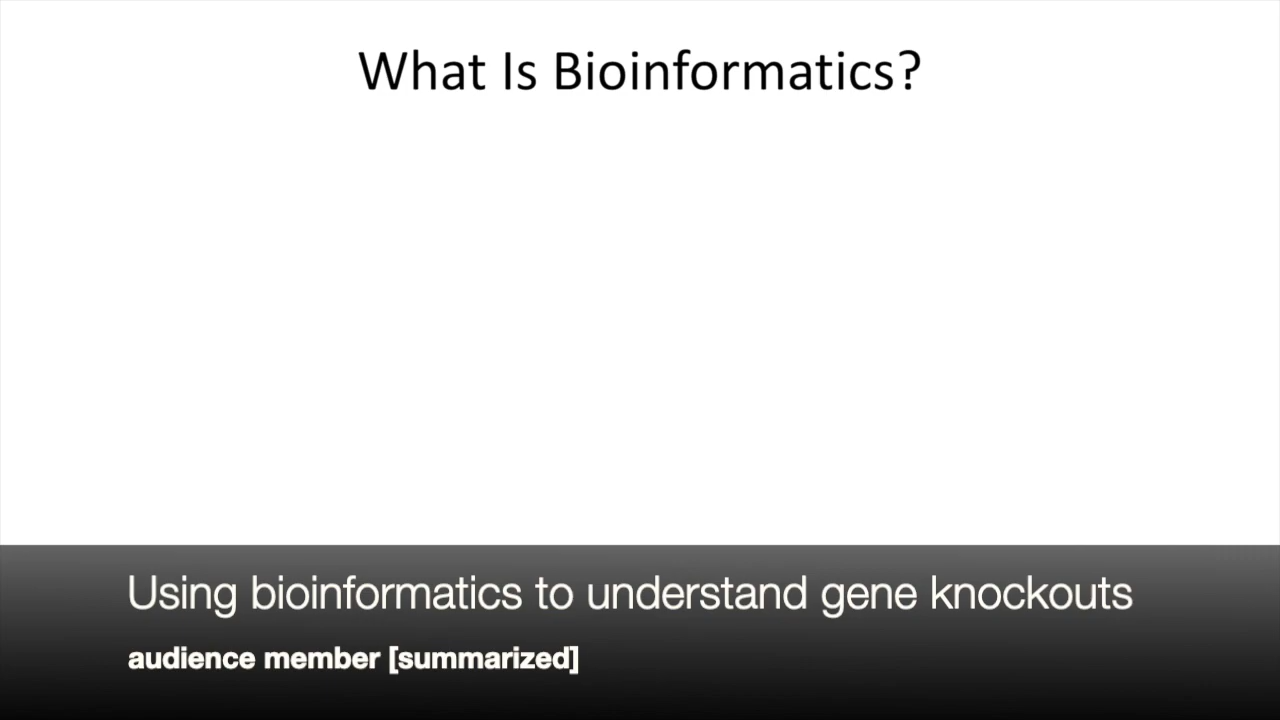 What Is Bioinformatics?
Using bioinformatics to understand gene knockouts
audience member [summarized]